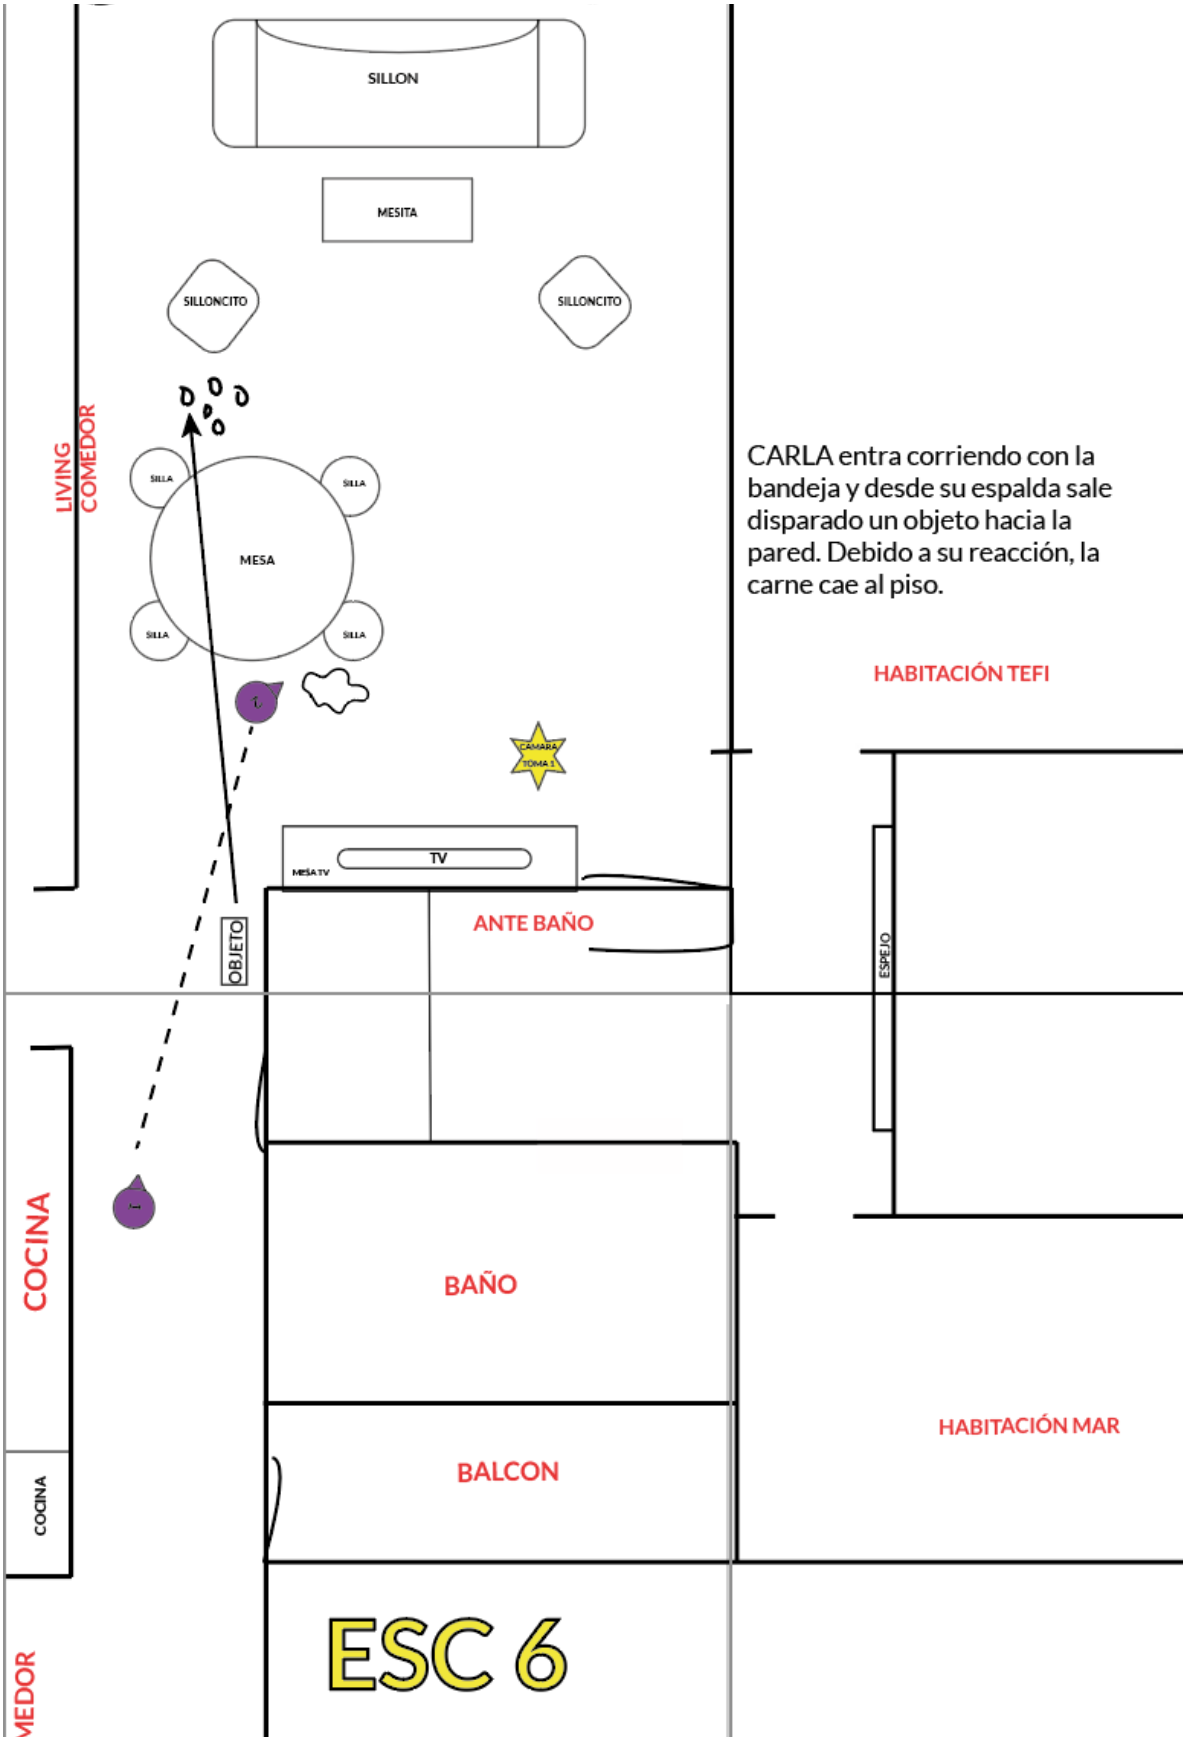 SILLON
MESITA
SILLONCITO
SILLONCITO
LIVING
COMEDOR
SILLA
SILLA
MESA
SILLA
SILLA
CARLA entra corriendo con la
bandeja y desde su espalda sale
disparado un objeto hacia la
pared. Debido a su reacción, la
carne cae al piso.
HABITACIÓN TEFI
2
CAMARA
TOMA 1
TV
MESA TV
ANTE BAÑO
OBJETO
ESPEJO
1
COCINA
BAÑO
HABITACIÓN MAR
BALCON
COCINA
ESC 6
MEDOR